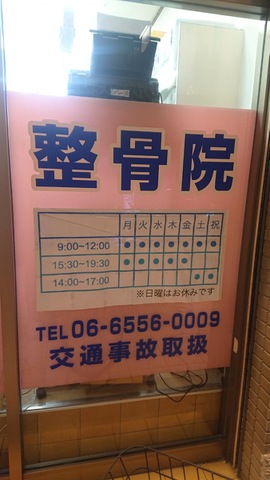 整骨院
月 火 水 木 金 土 祝
9:00~12:00 ● ● ● ● ● ● ●
15:30~19:30 ● ● ● ● ●
14:00~17:00 ● ●
※日曜はお休みです
TEL 06-6556-0009
交通事故取扱